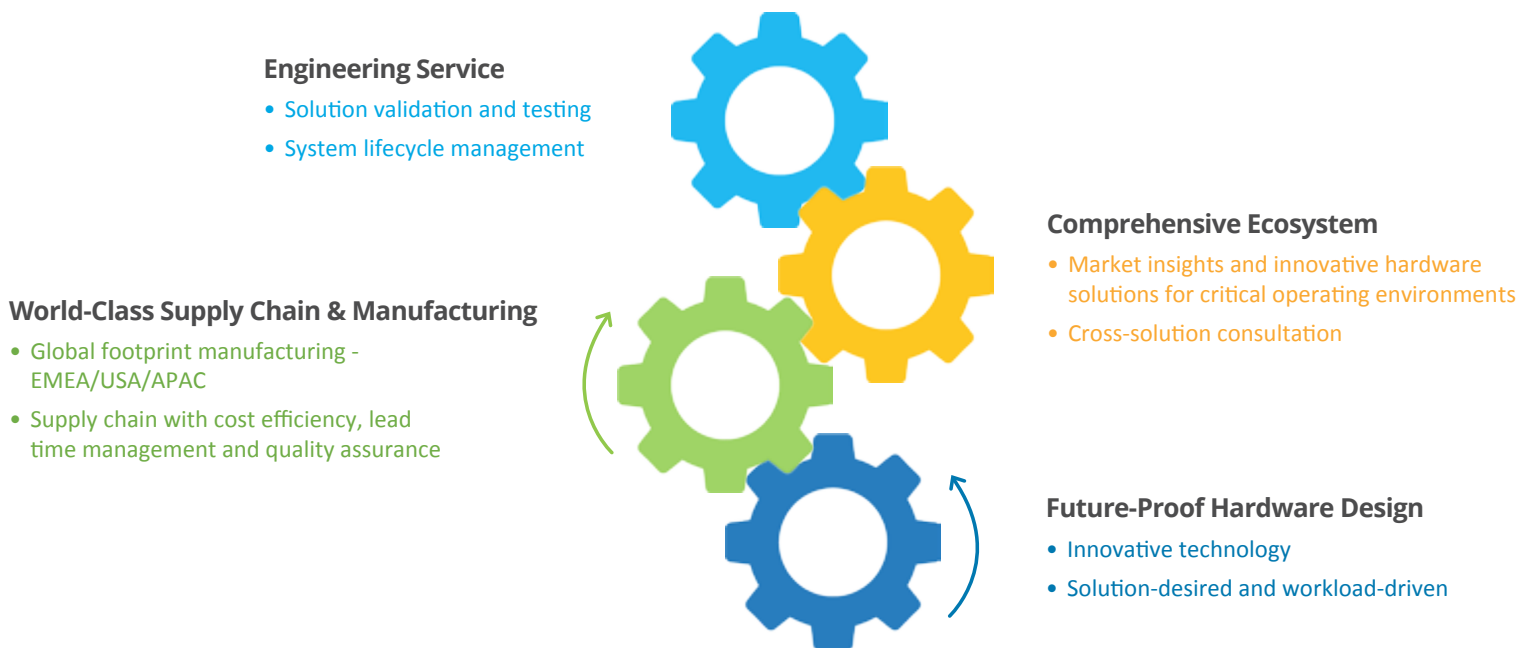 Engineering Service
• Solution validation and testing
• System lifecycle management
Comprehensive Ecosystem
• Market insights and innovative hardware
solutions for critical operating environments
• Cross-solution consultation
World-Class Supply Chain & Manufacturing
• Global footprint manufacturing -
EMEA/USA/APAC
• Supply chain with cost efficiency, lead
time management and quality assurance
Future-Proof Hardware Design
• Innovative technology
• Solution-desired and workload-driven